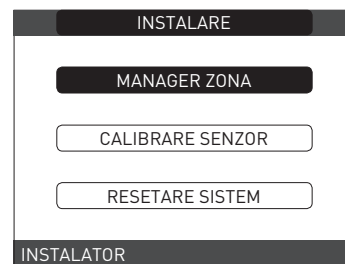 INSTALARE
MANAGER ZONA
CALIBRARE SENZOR
RESETARE SISTEM
INSTALATOR